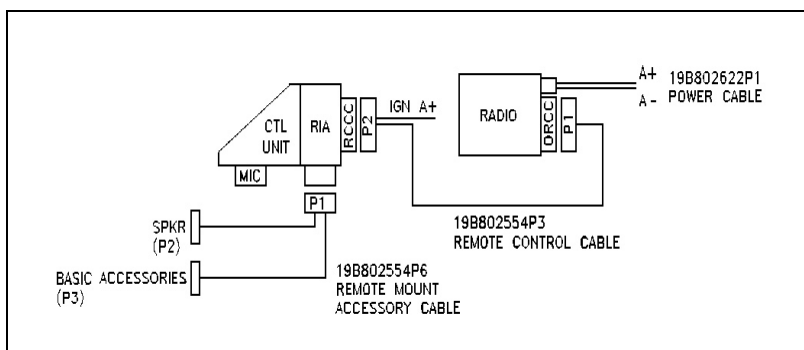 A+
A-
19B802622P1
POWER CABLE
IGN A+
CTL
UNIT
RIA
RCCC
P2
RADIO
ORCC
P1
MIC
P1
SPKR
(P2)
19B802554P3
REMOTE CONTROL CABLE
BASIC ACCESSORIES
(P3)
19B802554P6
REMOTE MOUNT
ACCESSORY CABLE